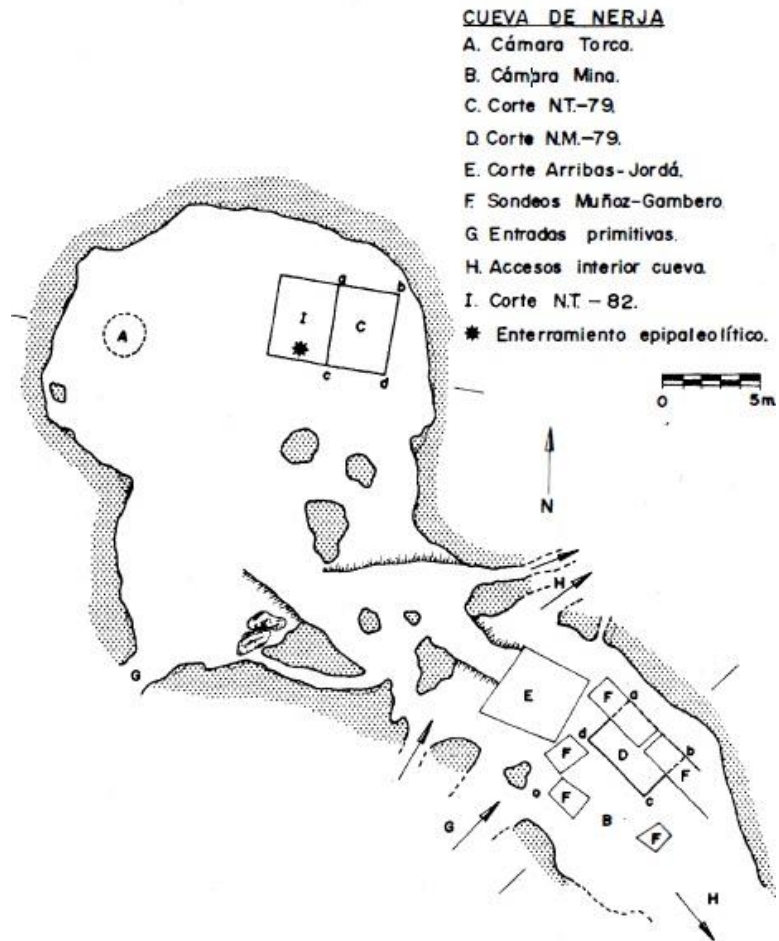 CUEVA DE NERJA
A. Cámara Torca.
B. Cámara Mina.
C. Corte N.T.-79.
D. Corte N.M.-79.
E. Corte Arribas-Jordá.
F. Sondeos Muñoz-Gambero
G. Entradas primitivas.
H. Accesos interior cueva.
I. Corte N.T. - 82.
Enterramiento epipaleolítico.
0 5m.
N
a
b
A
I
C
c
d
H
G
E
F
a
d
D
b
F
F
F
c
o
B
G
F
H